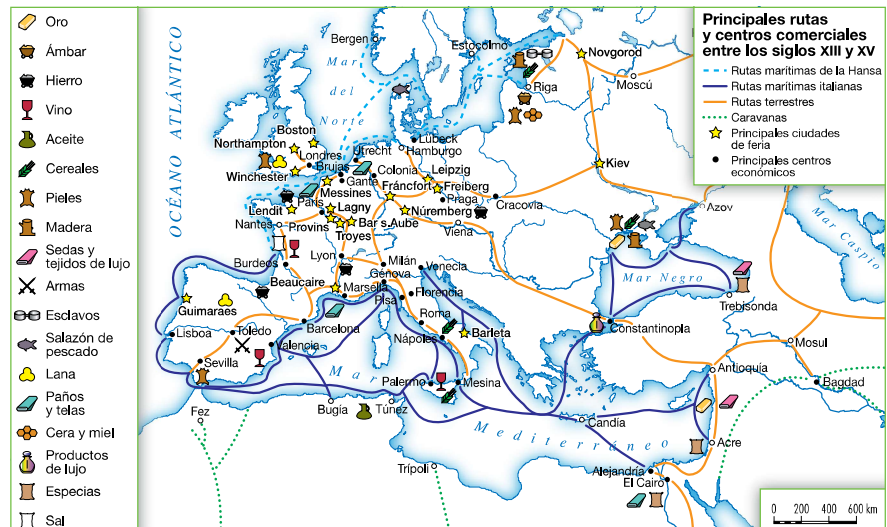 Oro
Ámbar
Hierro
Vino
Aceite
Cereales
Pieles
Madera
Sedas y
tejidos de lujo
Armas
Esclavos
Salazón de
pescado
Lana
Paños
y telas
Cera y miel
Productos
de lujo
Especias
Sal
Principales rutas
y centros comerciales
entre los siglos XIII y XV
Rutas marítimas de la Hansa
Rutas marítimas italianas
Rutas terrestres
Caravanas
Principales ciudades
de feria
Principales centros
económicos
OCÉANO ATLÁNTICO
Bergen
Estocolmo
Novgorod
Mar
del
Norte
Riga
Moscú
Boston
Northampton
Londres
Winchester
Brujas
Utrecht
Lübeck
Hamburgo
Colonia
Gante
Messines
Leipzig
Kiev
Fráncfort
Freiberg
Praga
Lendit
París
Lagny
Núremberg
Cracovia
Nantes
Provins
Bar s.Aube
Troyes
Viena
Azov
Mar Caspio
Burdeos
Lyon
Milán
Venecia
Génova
Mar Negro
Beaucaire
Marsella
Pisa
Florencia
Trebisonda
Guimaraes
Roma
Barleta
Constantinopla
Lisboa
Toledo
Barcelona
Valencia
Nápoles
Mosul
Sevilla
Antioquía
Bagdad
Mar
Palermo
Mesina
Fez
Bugía
Túnez
Candía
Mediterráneo
Acre
Trípoli
Alejandría
El Cairo
0 200 400 600 km